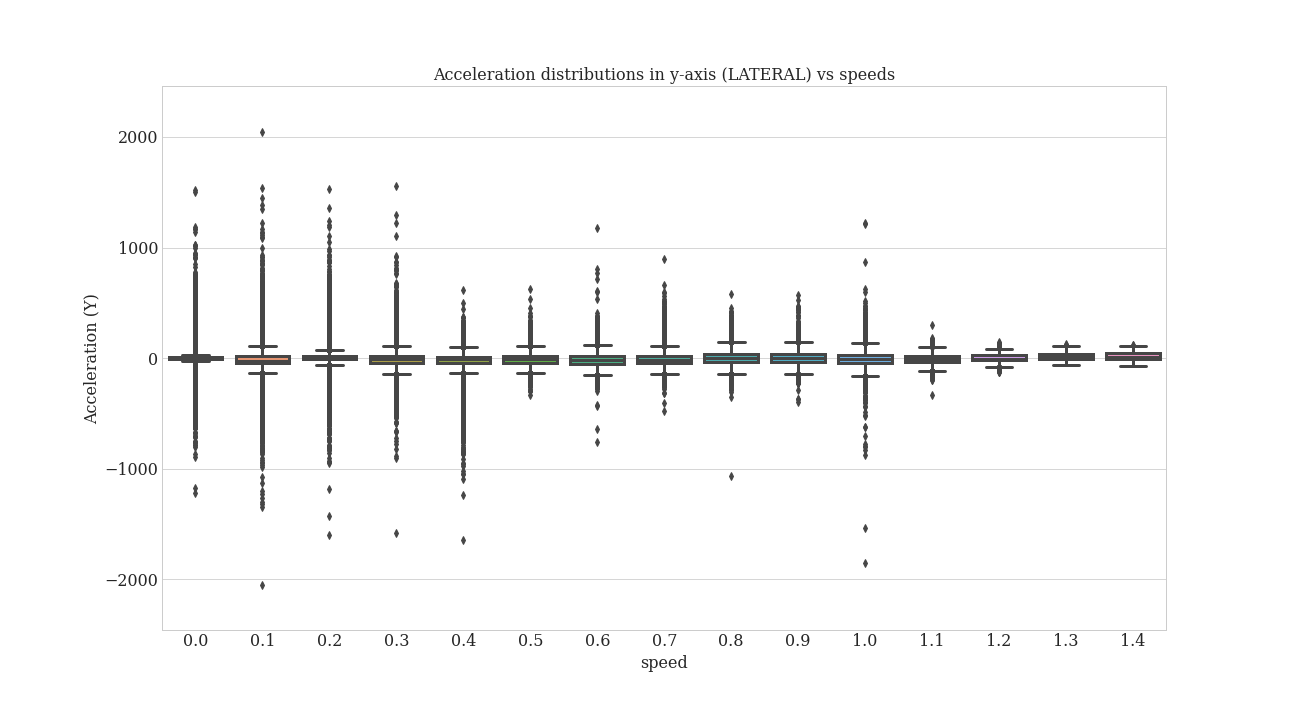 Acceleration distributions in y-axis (LATERAL) vs speeds
2000
1000
0
−1000
−2000
Acceleration (Y)
0.0 0.1 0.2 0.3 0.4 0.5 0.6 0.7 0.8 0.9 1.0 1.1 1.2 1.3 1.4
speed